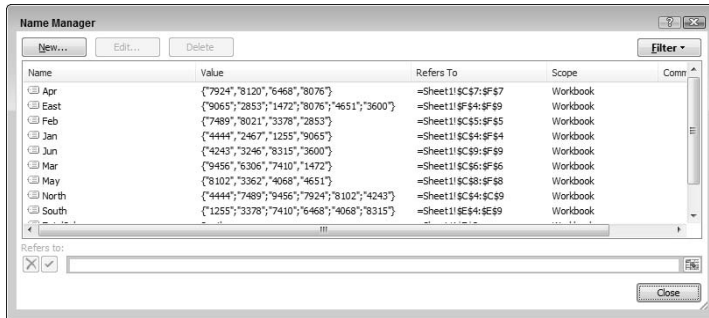 Name Manager
New... Edit... Delete Filter
Name Value Refers To Scope Comm
Apr {"7924","8120","6468","8076"} =Sheet1!$C$7:$F$7 Workbook
East {"9065";"2853";"1472";"8076";"4651";"3600"} =Sheet1!$F$4:$F$9 Workbook
Feb {"7489","8021","3378","2853"} =Sheet1!$C$5:$F$5 Workbook
Jan {"4444","2467","1255","9065"} =Sheet1!$C$4:$F$4 Workbook
Jun {"4243","3246","8315","3600"} =Sheet1!$C$9:$F$9 Workbook
Mar {"9456","6306","7410","1472"} =Sheet1!$C$6:$F$6 Workbook
May {"8102","3362","4068","4651"} =Sheet1!$C$8:$F$8 Workbook
North {"4444";"7489";"9456";"7924";"8102";"4243"} =Sheet1!$C$4:$C$9 Workbook
South {"1255";"3378";"7410";"6468";"4068";"8315"} =Sheet1!$E$4:$E$9 Workbook
Refers to:
Close